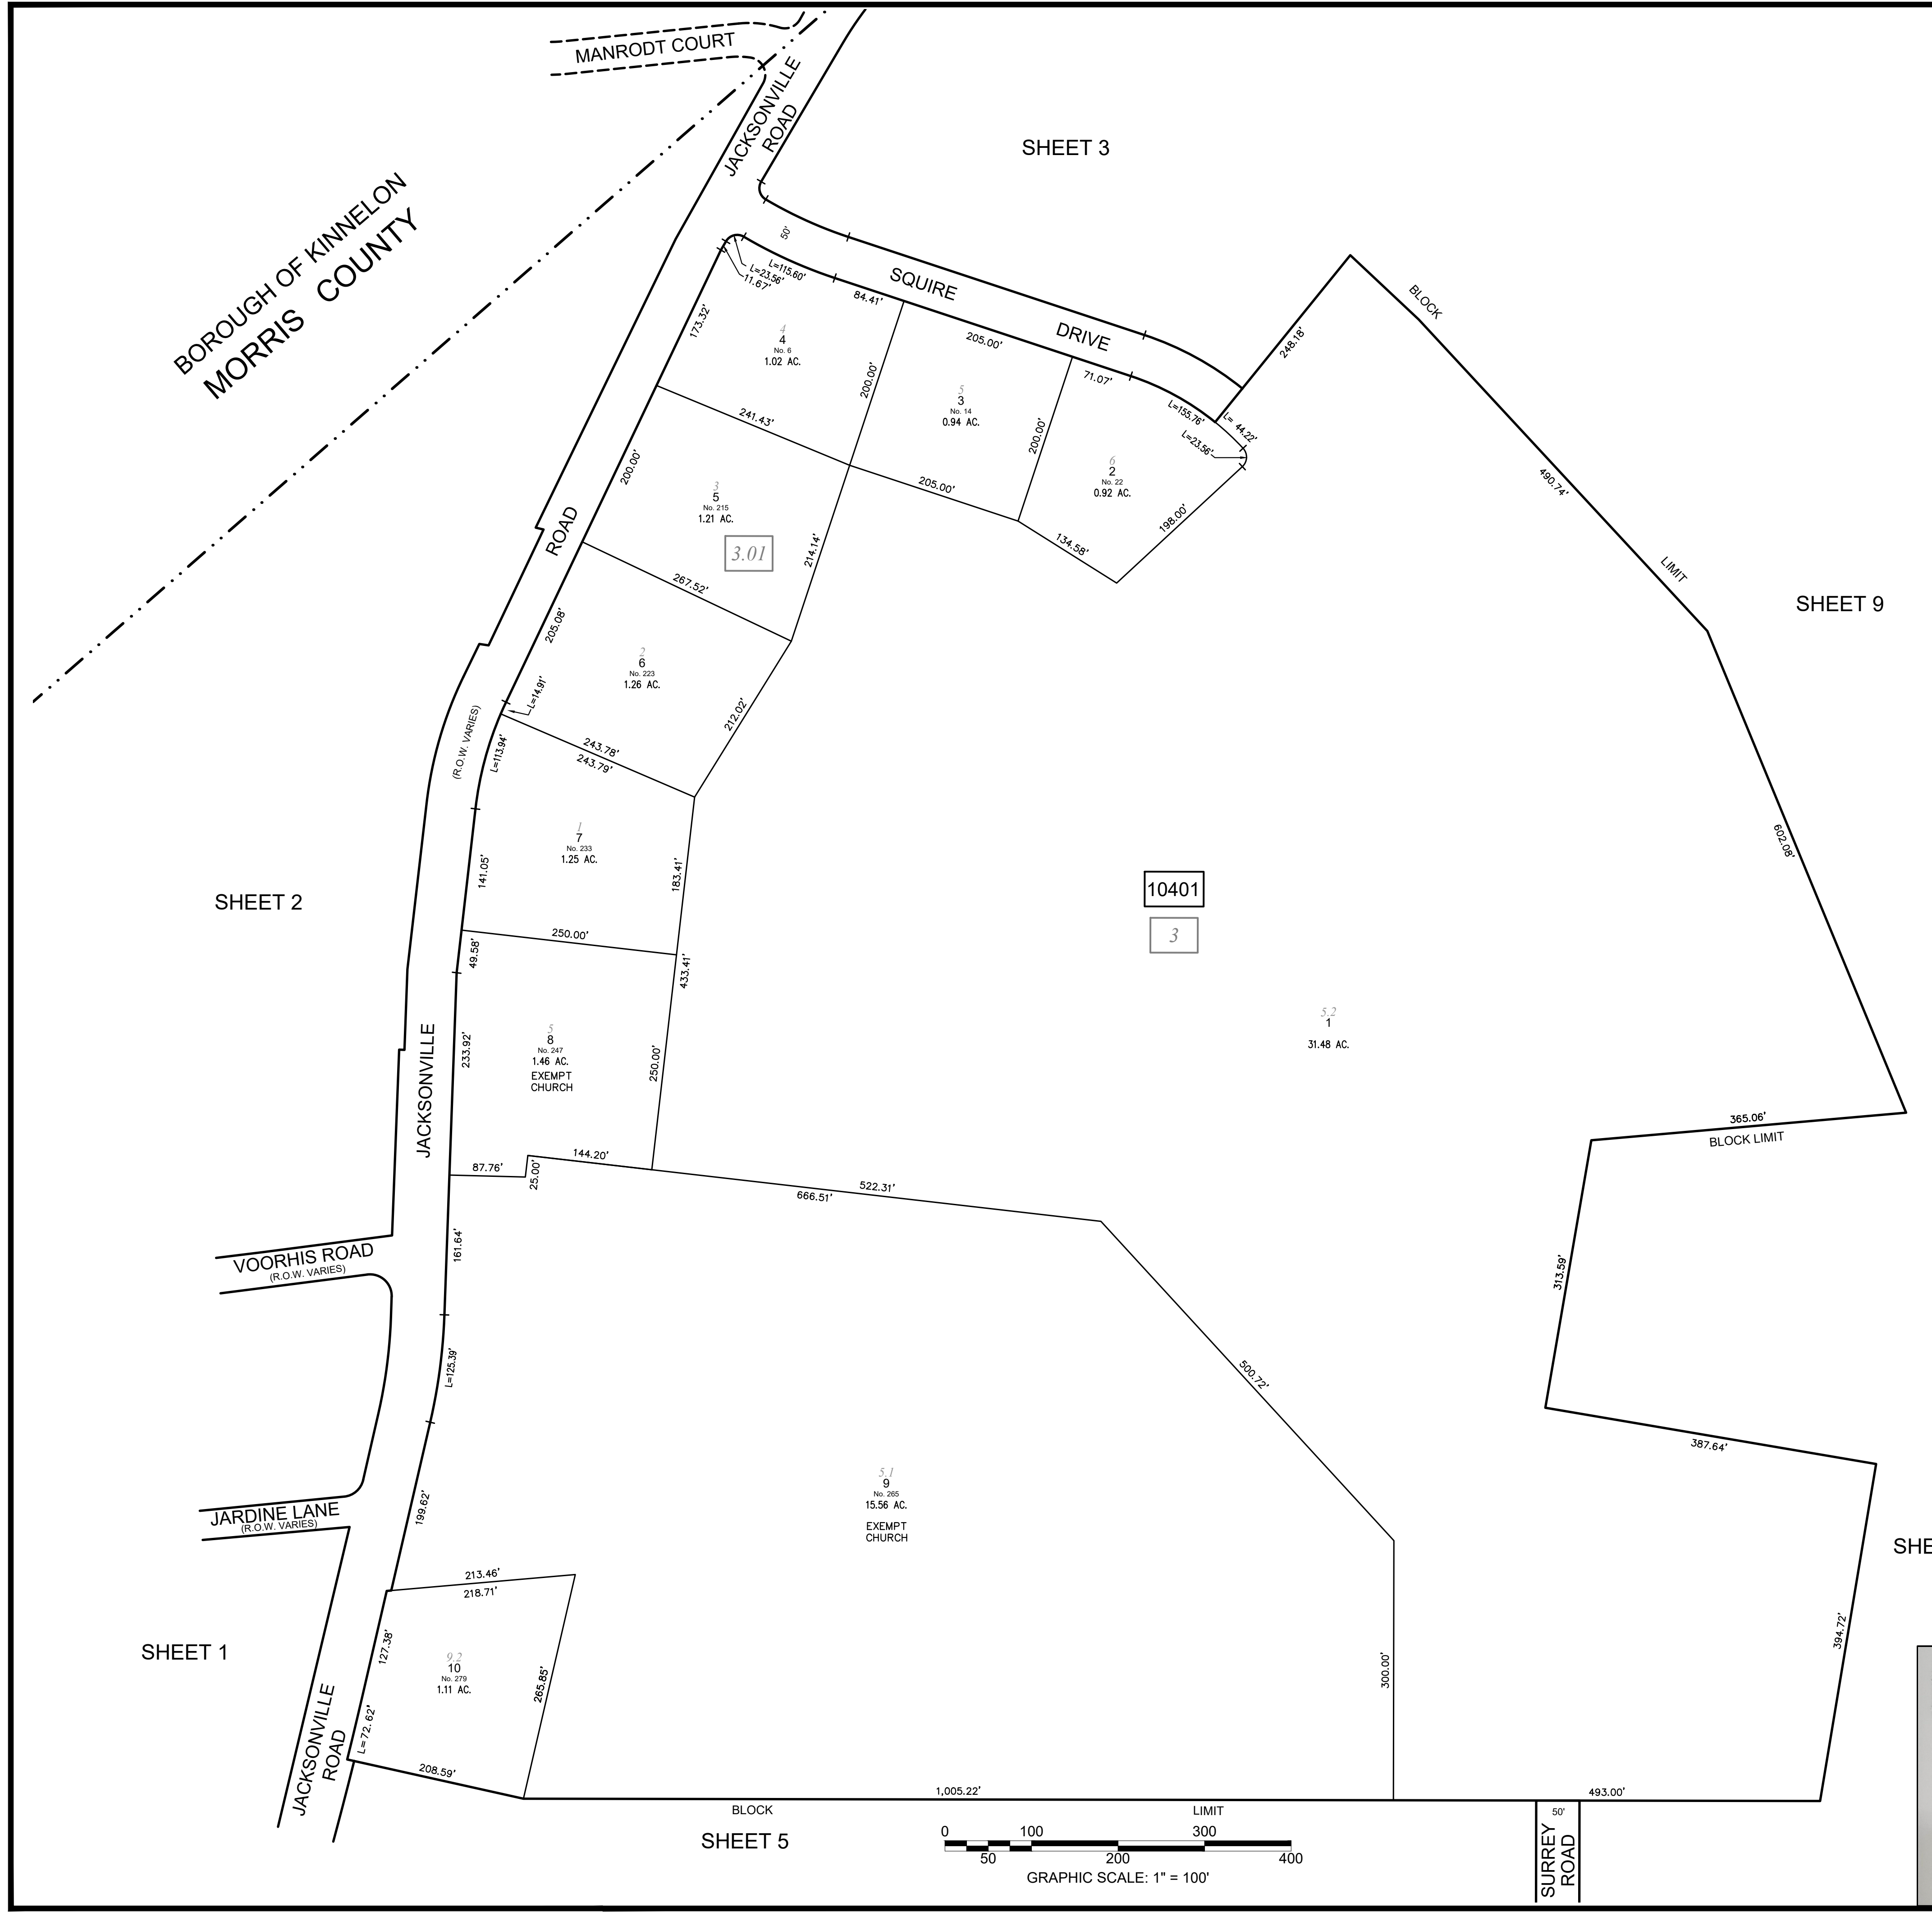 MANRODT COURT
JACKSONVILLE
ROAD
SHEET 3
BOROUGH OF KINNELON
MORRIS COUNTY
50'
SQUIRE
DRIVE
L=115.60'
L=23.56'
11.67'
84.41'
173.32'
4
4
No. 6
1.02 AC.
205.00'
200.00'
5
3
No. 14
0.94 AC.
71.07'
L=155.76'
L= 44.22'
L=23.56'
248.18'
BLOCK
490.74'
LIMIT
SHEET 9
241.43'
200.00'
205.00'
200.00'
6
2
No. 22
0.92 AC.
134.58'
198.00'
3
5
No. 215
1.21 AC.
3.01
214.14'
ROAD
267.52'
205.08'
2
6
No. 223
1.26 AC.
L=14.91'
212.02'
(R.O.W. VARIES)
L=113.94'
243.78'
243.79'
1
7
No. 233
1.25 AC.
141.05'
183.41'
602.08'
10401
3
SHEET 2
250.00'
49.58'
433.41'
5
8
No. 247
1.46 AC.
EXEMPT
CHURCH
233.92'
250.00'
JACKSONVILLE
5.2
1
31.48 AC.
365.06'
BLOCK LIMIT
87.76'
25.00'
144.20'
522.31'
666.51'
161.64'
VOORHIS ROAD
(R.O.W. VARIES)
313.59'
L=125.39'
500.72'
387.64'
5.1
9
No. 265
15.56 AC.
EXEMPT
CHURCH
199.62'
JARDINE LANE
(R.O.W. VARIES)
SHE
213.46'
218.71'
127.38'
9.2
10
No. 279
1.11 AC.
265.85'
SHEET 1
300.00'
394.72'
L=72.62'
JACKSONVILLE
ROAD
208.59'
1,005.22'
493.00'
BLOCK
LIMIT
SHEET 5
50'
SURREY
ROAD
0 100 300
50 200 400
GRAPHIC SCALE: 1" = 100'